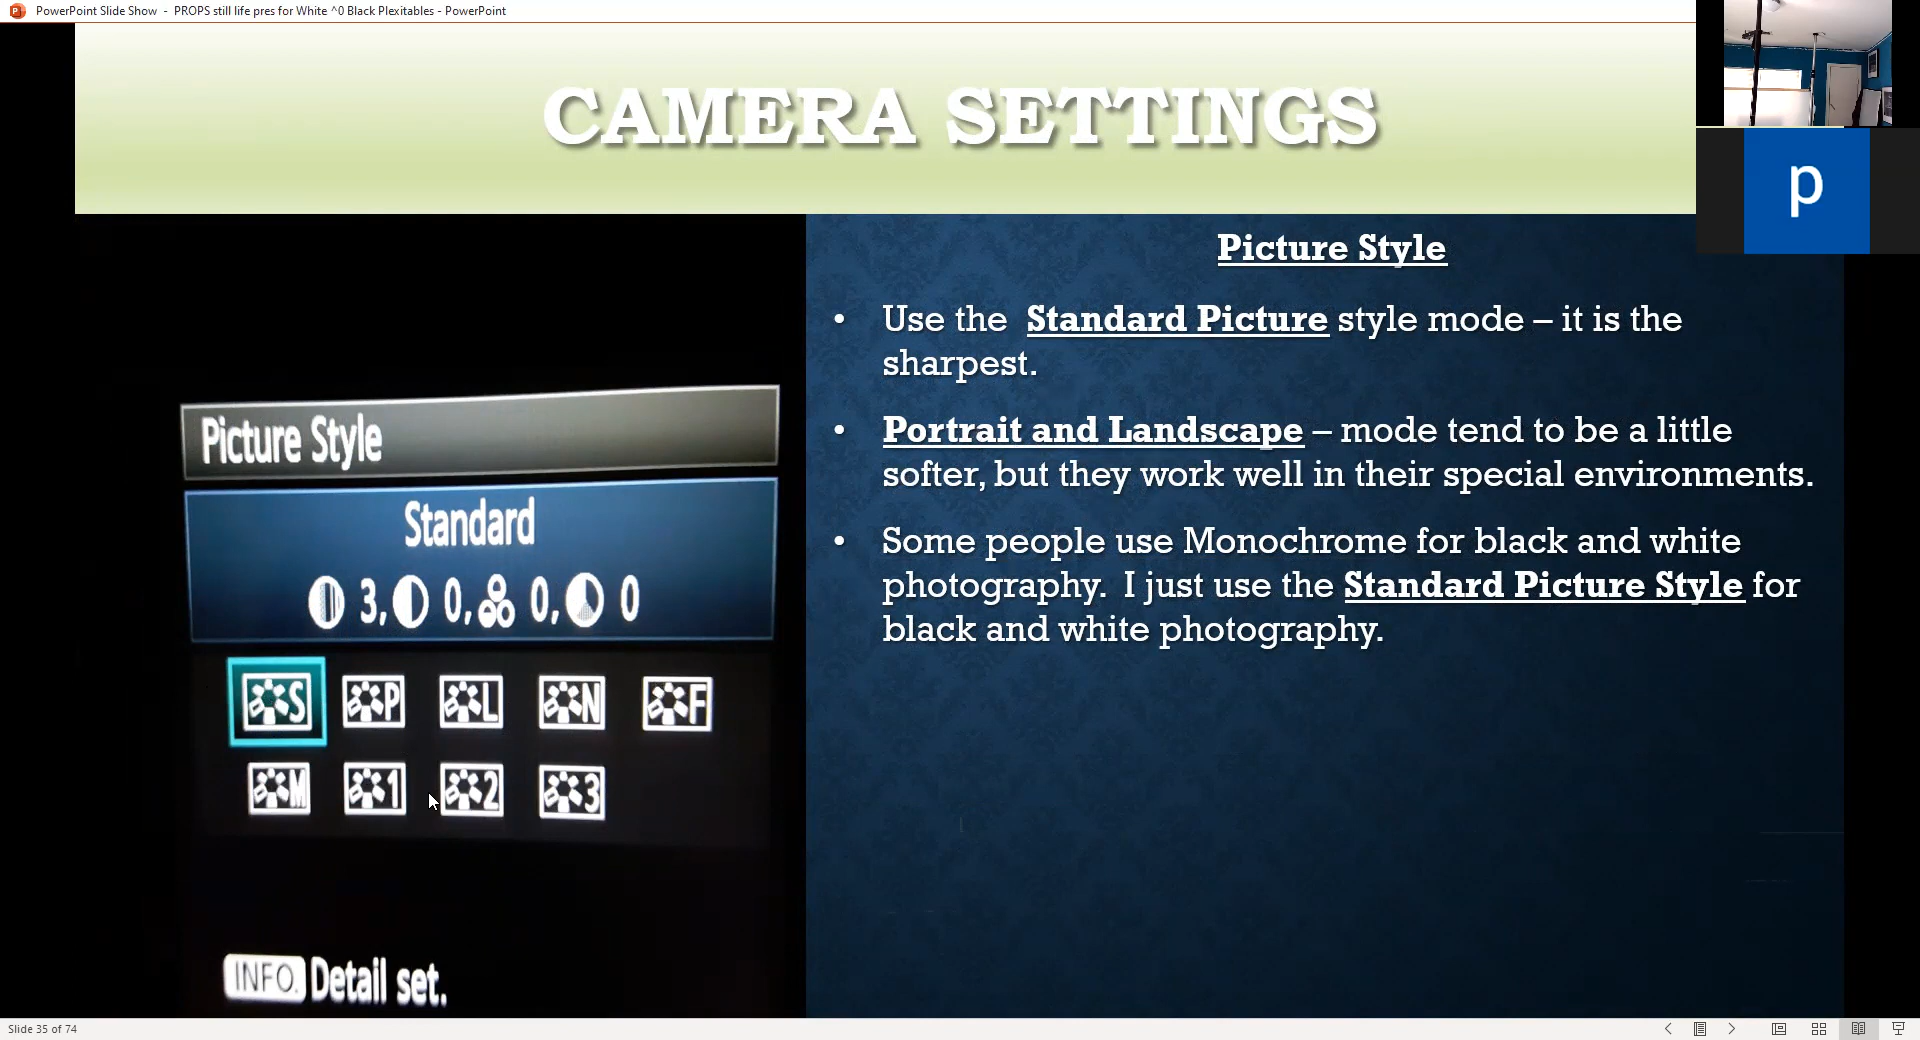 PowerPoint Slide Show - PROPS still life pres for White ^0 Black Plexitables - PowerPoint
CAMERA SETTINGS
p
Picture Style
• Use the Standard Picture style mode – it is the
sharpest.
• Portrait and Landscape – mode tend to be a little
softer, but they work well in their special environments.
• Some people use Monochrome for black and white
photography. I just use the Standard Picture Style for
black and white photography.
Picture Style
Standard
3, 0, 0, 0
S P L N F
M 1 2 3
INFO. Detail set.
Slide 35 of 74